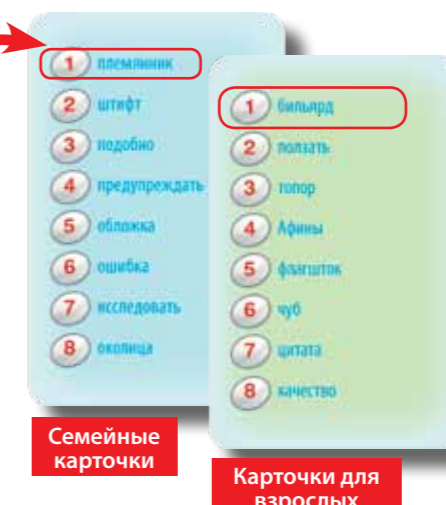 1 племянник
2 штифт
3 подобно
4 предупреждать
5 обложка
6 ошибка
7 исследовать
8 околица
Семейные
карточки
1 бильярд
2 ползать
3 топор
4 Афины
5 флагшток
6 чуб
7 цитата
8 качество
Карточки для
взрослых